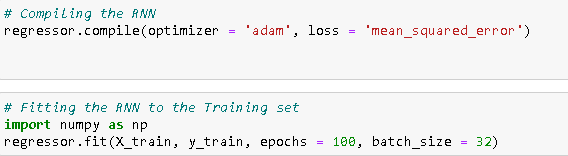 # Compiling the RNN
regressor.compile(optimizer = 'adam', loss = 'mean_squared_error')
# Fitting the RNN to the Training set
import numpy as np
regressor.fit(X_train, y_train, epochs = 100, batch_size = 32)